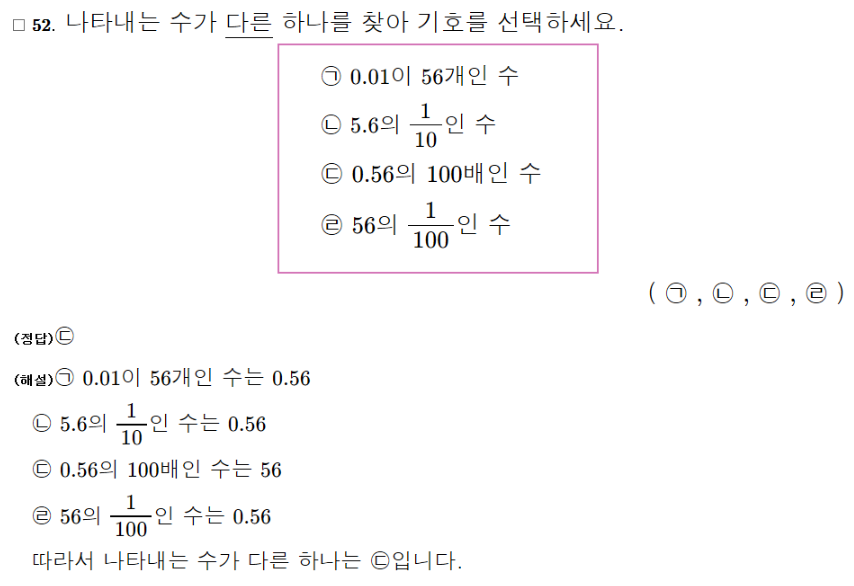 □ 52. 나타내는 수가 다른 하나를 찾아 기호를 선택하세요.
㉠ 0.01이 56개인 수
㉡ 5.6의 1/10인 수
㉢ 0.56의 100배인 수
㉣ 56의 1/100인 수
( ㉠ , ㉡ , ㉢ , ㉣ )
(정답)㉢
(해설)㉠ 0.01이 56개인 수는 0.56
㉡ 5.6의 1/10인 수는 0.56
㉢ 0.56의 100배인 수는 56
㉣ 56의 1/100인 수는 0.56
따라서 나타내는 수가 다른 하나는 ㉢입니다.